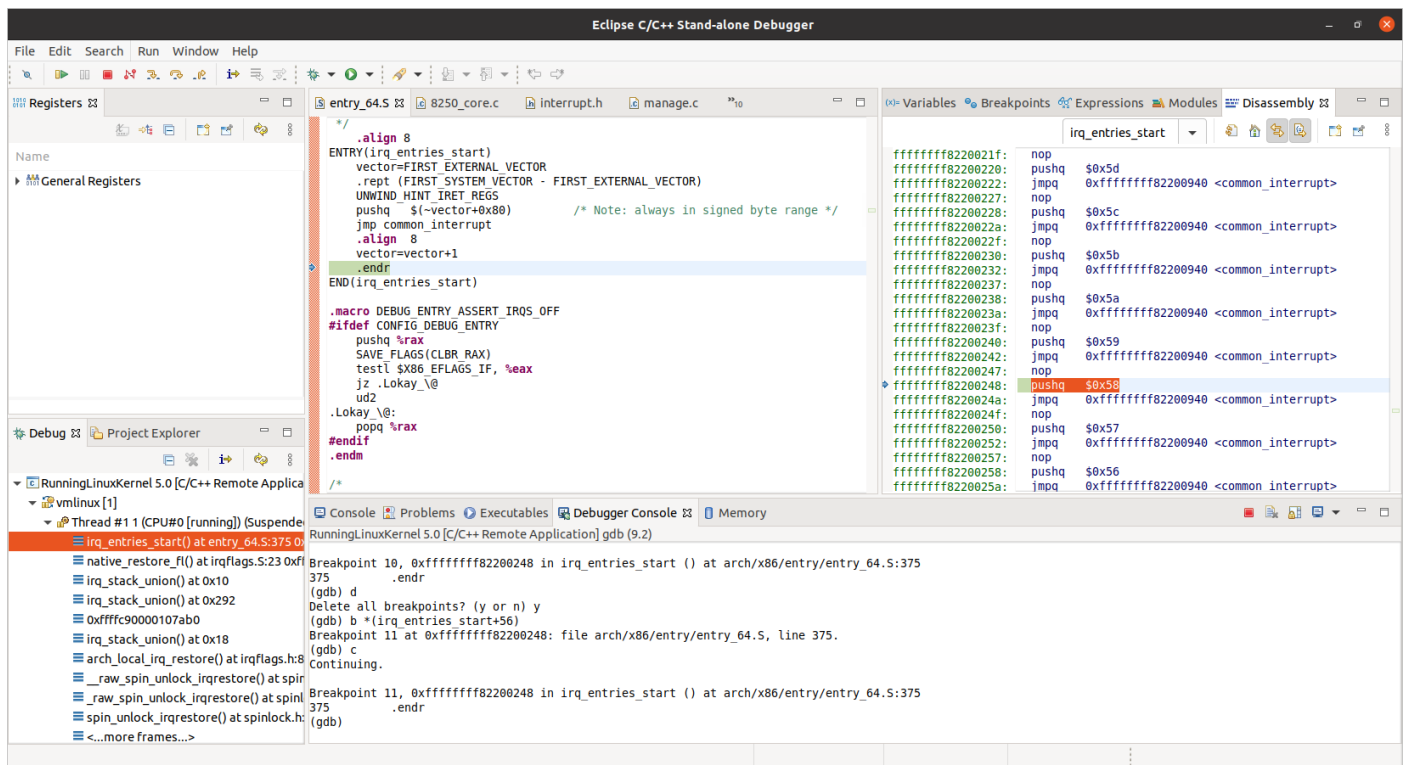 Eclipse C/C++ Stand-alone Debugger
File Edit Search Run Window Help
Registers
Name
General Registers
Debug Project Explorer
RunningLinuxKernel 5.0 [C/C++ Remote Applica
vmlinux [1]
Thread #1 1 (CPU#0 [running]) (Suspende
irq_entries_start() at entry_64.S:375 0x
native_restore_fl() at irqflags.S:23 0xff
irq_stack_union() at 0x10
irq_stack_union() at 0x292
0xffffc90000107ab0
irq_stack_union() at 0x18
arch_local_irq_restore() at irqflags.h:8
__raw_spin_unlock_irqrestore() at spin
_raw_spin_unlock_irqrestore() at spinl
spin_unlock_irqrestore() at spinlock.h:
<...more frames...>
entry_64.S 8250_core.c interrupt.h manage.c »10
*/
.align 8
ENTRY(irq_entries_start)
vector=FIRST_EXTERNAL_VECTOR
.rept (FIRST_SYSTEM_VECTOR - FIRST_EXTERNAL_VECTOR)
UNWIND_HINT_IRET_REGS
pushq $(~vector+0x80) /* Note: always in signed byte range */
jmp common_interrupt
.align 8
vector=vector+1
.endr
END(irq_entries_start)
.macro DEBUG_ENTRY_ASSERT_IRQS_OFF
#ifdef CONFIG_DEBUG_ENTRY
pushq %rax
SAVE_FLAGS(CLBR_RAX)
testl $X86_EFLAGS_IF, %eax
jz .Lokay_\@
ud2
.Lokay_\@:
popq %rax
#endif
.endm
/*
(x)= Variables Breakpoints Expressions Modules Disassembly
irq_entries_start
ffffffff8220021f: nop
ffffffff82200220: pushq $0x5d
ffffffff82200222: jmpq 0xffffffff82200940 <common_interrupt>
ffffffff82200227: nop
ffffffff82200228: pushq $0x5c
ffffffff8220022a: jmpq 0xffffffff82200940 <common_interrupt>
ffffffff8220022f: nop
ffffffff82200230: pushq $0x5b
ffffffff82200232: jmpq 0xffffffff82200940 <common_interrupt>
ffffffff82200237: nop
ffffffff82200238: pushq $0x5a
ffffffff8220023a: jmpq 0xffffffff82200940 <common_interrupt>
ffffffff8220023f: nop
ffffffff82200240: pushq $0x59
ffffffff82200242: jmpq 0xffffffff82200940 <common_interrupt>
ffffffff82200247: nop
ffffffff82200248: pushq $0x58
ffffffff8220024a: jmpq 0xffffffff82200940 <common_interrupt>
ffffffff8220024f: nop
ffffffff82200250: pushq $0x57
ffffffff82200252: jmpq 0xffffffff82200940 <common_interrupt>
ffffffff82200257: nop
ffffffff82200258: pushq $0x56
ffffffff8220025a: jmpq 0xffffffff82200940 <common_interrupt>
Console Problems Executables Debugger Console Memory
RunningLinuxKernel 5.0 [C/C++ Remote Application] gdb (9.2)
Breakpoint 10, 0xffffffff82200248 in irq_entries_start () at arch/x86/entry/entry_64.S:375
375 .endr
(gdb) d
Delete all breakpoints? (y or n) y
(gdb) b *(irq_entries_start+56)
Breakpoint 11 at 0xffffffff82200248: file arch/x86/entry/entry_64.S, line 375.
(gdb) c
Continuing.
Breakpoint 11, 0xffffffff82200248 in irq_entries_start () at arch/x86/entry/entry_64.S:375
375 .endr
(gdb)